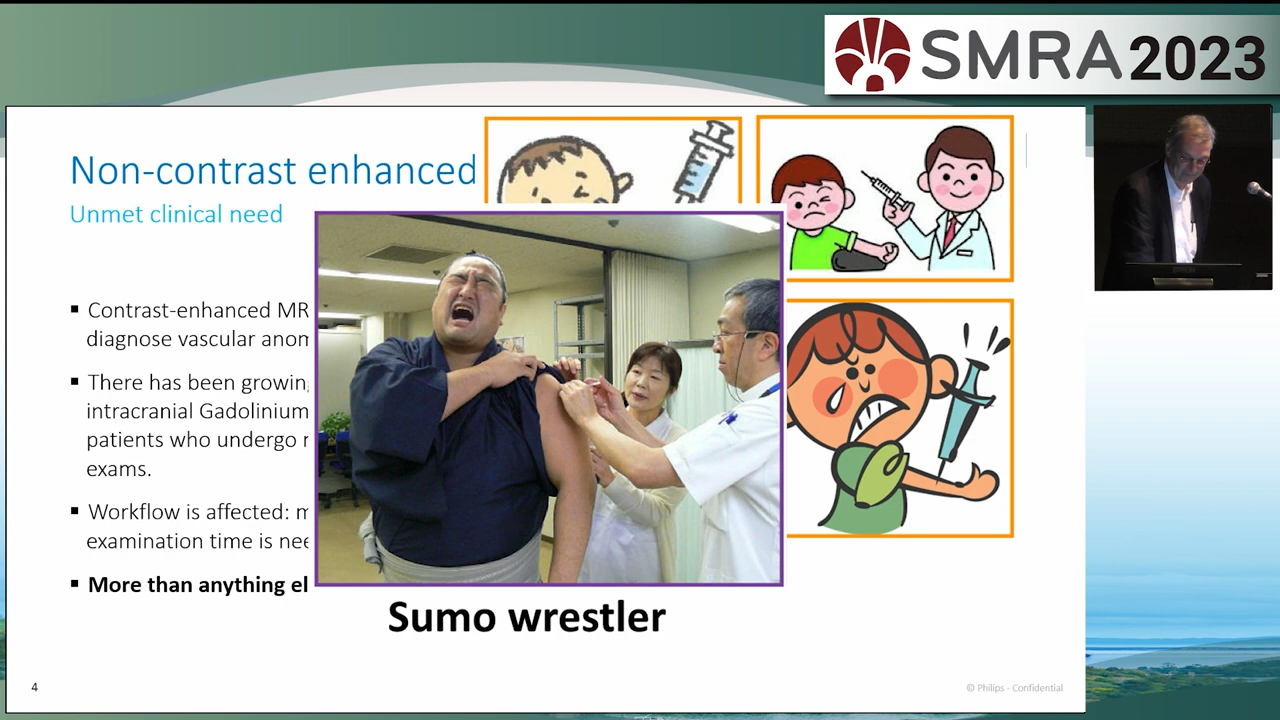 SMRA 2023
Non-contrast enhanced
Unmet clinical need
▪ Contrast-enhanced MR
diagnose vascular anom
▪ There has been growing
intracranial Gadolinium
patients who undergo r
exams.
▪ Workflow is affected: m
examination time is nee
▪ More than anything el
Sumo wrestler
4
© Philips - Confidential